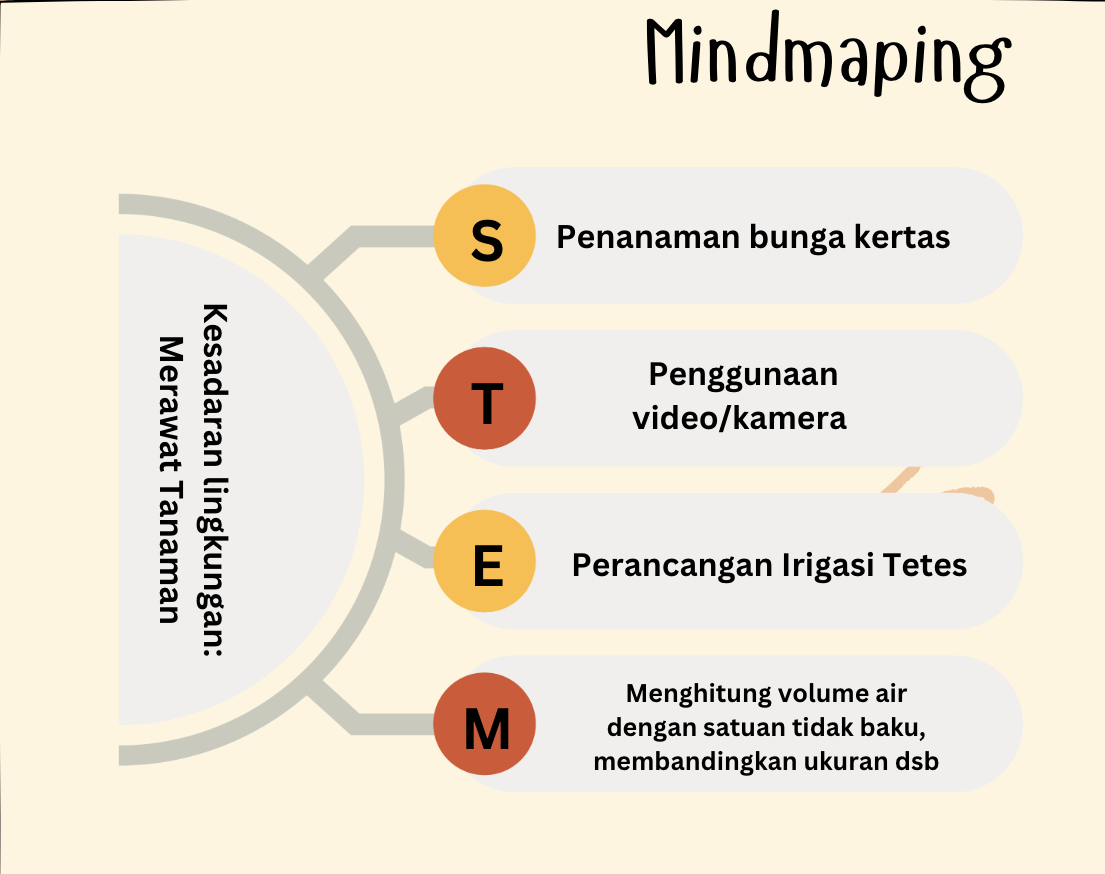 Mindmaping
Kesadaran lingkungan:
Merawat Tanaman
S
Penanaman bunga kertas
T
Penggunaan
video/kamera
E
Perancangan Irigasi Tetes
M
Menghitung volume air
dengan satuan tidak baku,
membandingkan ukuran dsb